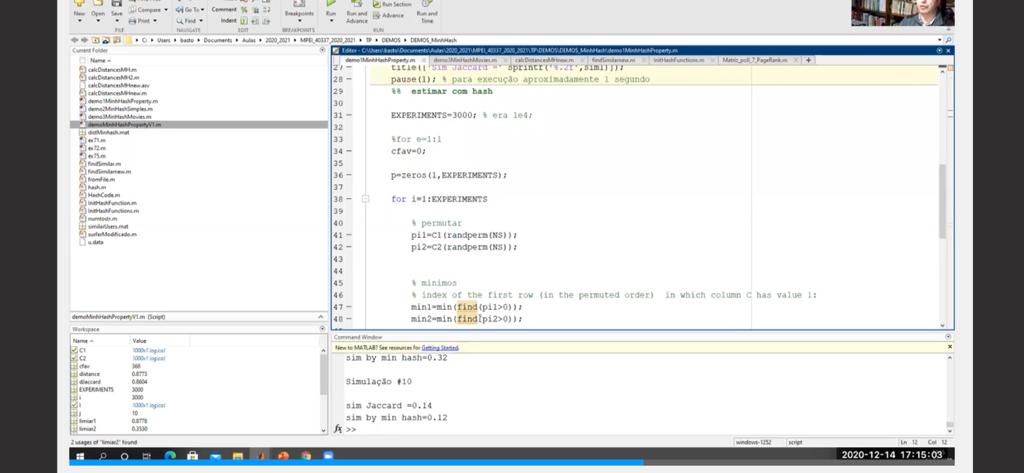 New Open Save Compare Go To Comment Breakpoints Run Run and Advance Run Section Run and Time
Print Find Indent Advance
FILE NAVIGATE EDIT BREAKPOINTS RUN
C: Users basto Documents Aulas 2020_2021 MPEI_40337_2020_2021 TP DEMOS DEMOS_MinHash
Current Folder
Name
calcDistancesMH.m
calcDistancesMH2.m
calcDistancesMHnew.asv
calcDistancesMHnew.m
demo1MinHashProperty.m
demo2MinHashSimples.m
demo3MinHashMovies.m
demoMinhHashPropertyV1.m
distMinhash.mat
ex71.m
ex72.m
ex75.m
findSimilar.m
findSimilarnew.m
fromFile.m
hash.m
HashCode.m
InitHashFunction.m
InitHashFunctions.m
numtostr.m
similarUsers.mat
surferModificado.m
u.data
demoMinhHashPropertyV1.m (Script)
Workspace
Name Value
C1 1000x1 logical
C2 1000x1 logical
cfav 368
distance 0.8773
dJaccard 0.8604
EXPERIMENTS 3000
i 3000
I 1000x1 logical
j 10
limiar1 0.8778
limiar2 0.3550
2 usages of "limiar2" found
Editor - C:\Users\basto\Documents\Aulas\2020_2021\MPEI_40337_2020_2021\TP\DEMOS\DEMOS_MinHash\demo1MinhHashProperty.m
demo1MinhHashProperty.m demo3MinHashMovies.m calcDistancesMHnew.m findSimilarnew.m InitHashFunctions.m Matriz_poll_7_PageRank.m +
27 title(['Sim Jaccard =' sprintf('%.2f',simJ)]);
28 pause(1); % para execução aproximadamente 1 segundo
29 %% estimar com hash
30
31 EXPERIMENTS=3000; % era 1e4;
32
33 %for e=1:1
34 cfav=0;
35
36 p=zeros(1,EXPERIMENTS);
37
38 for i=1:EXPERIMENTS
39
40 % permutar
41 pi1=C1(randperm(NS));
42 pi2=C2(randperm(NS));
43
44
45 % minimos
46 % index of the first row (in the permuted order) in which column C has value 1:
47 min1=min(find(pi1>0));
48 min2=min(find(pi2>0));
Command Window
New to MATLAB? See resources for Getting Started.
sim by min hash=0.32
Simulação #10
sim Jaccard =0.14
sim by min hash=0.12
fx >>
windows-1252 script Ln 12 Col 12
2020-12-14 17:15:03